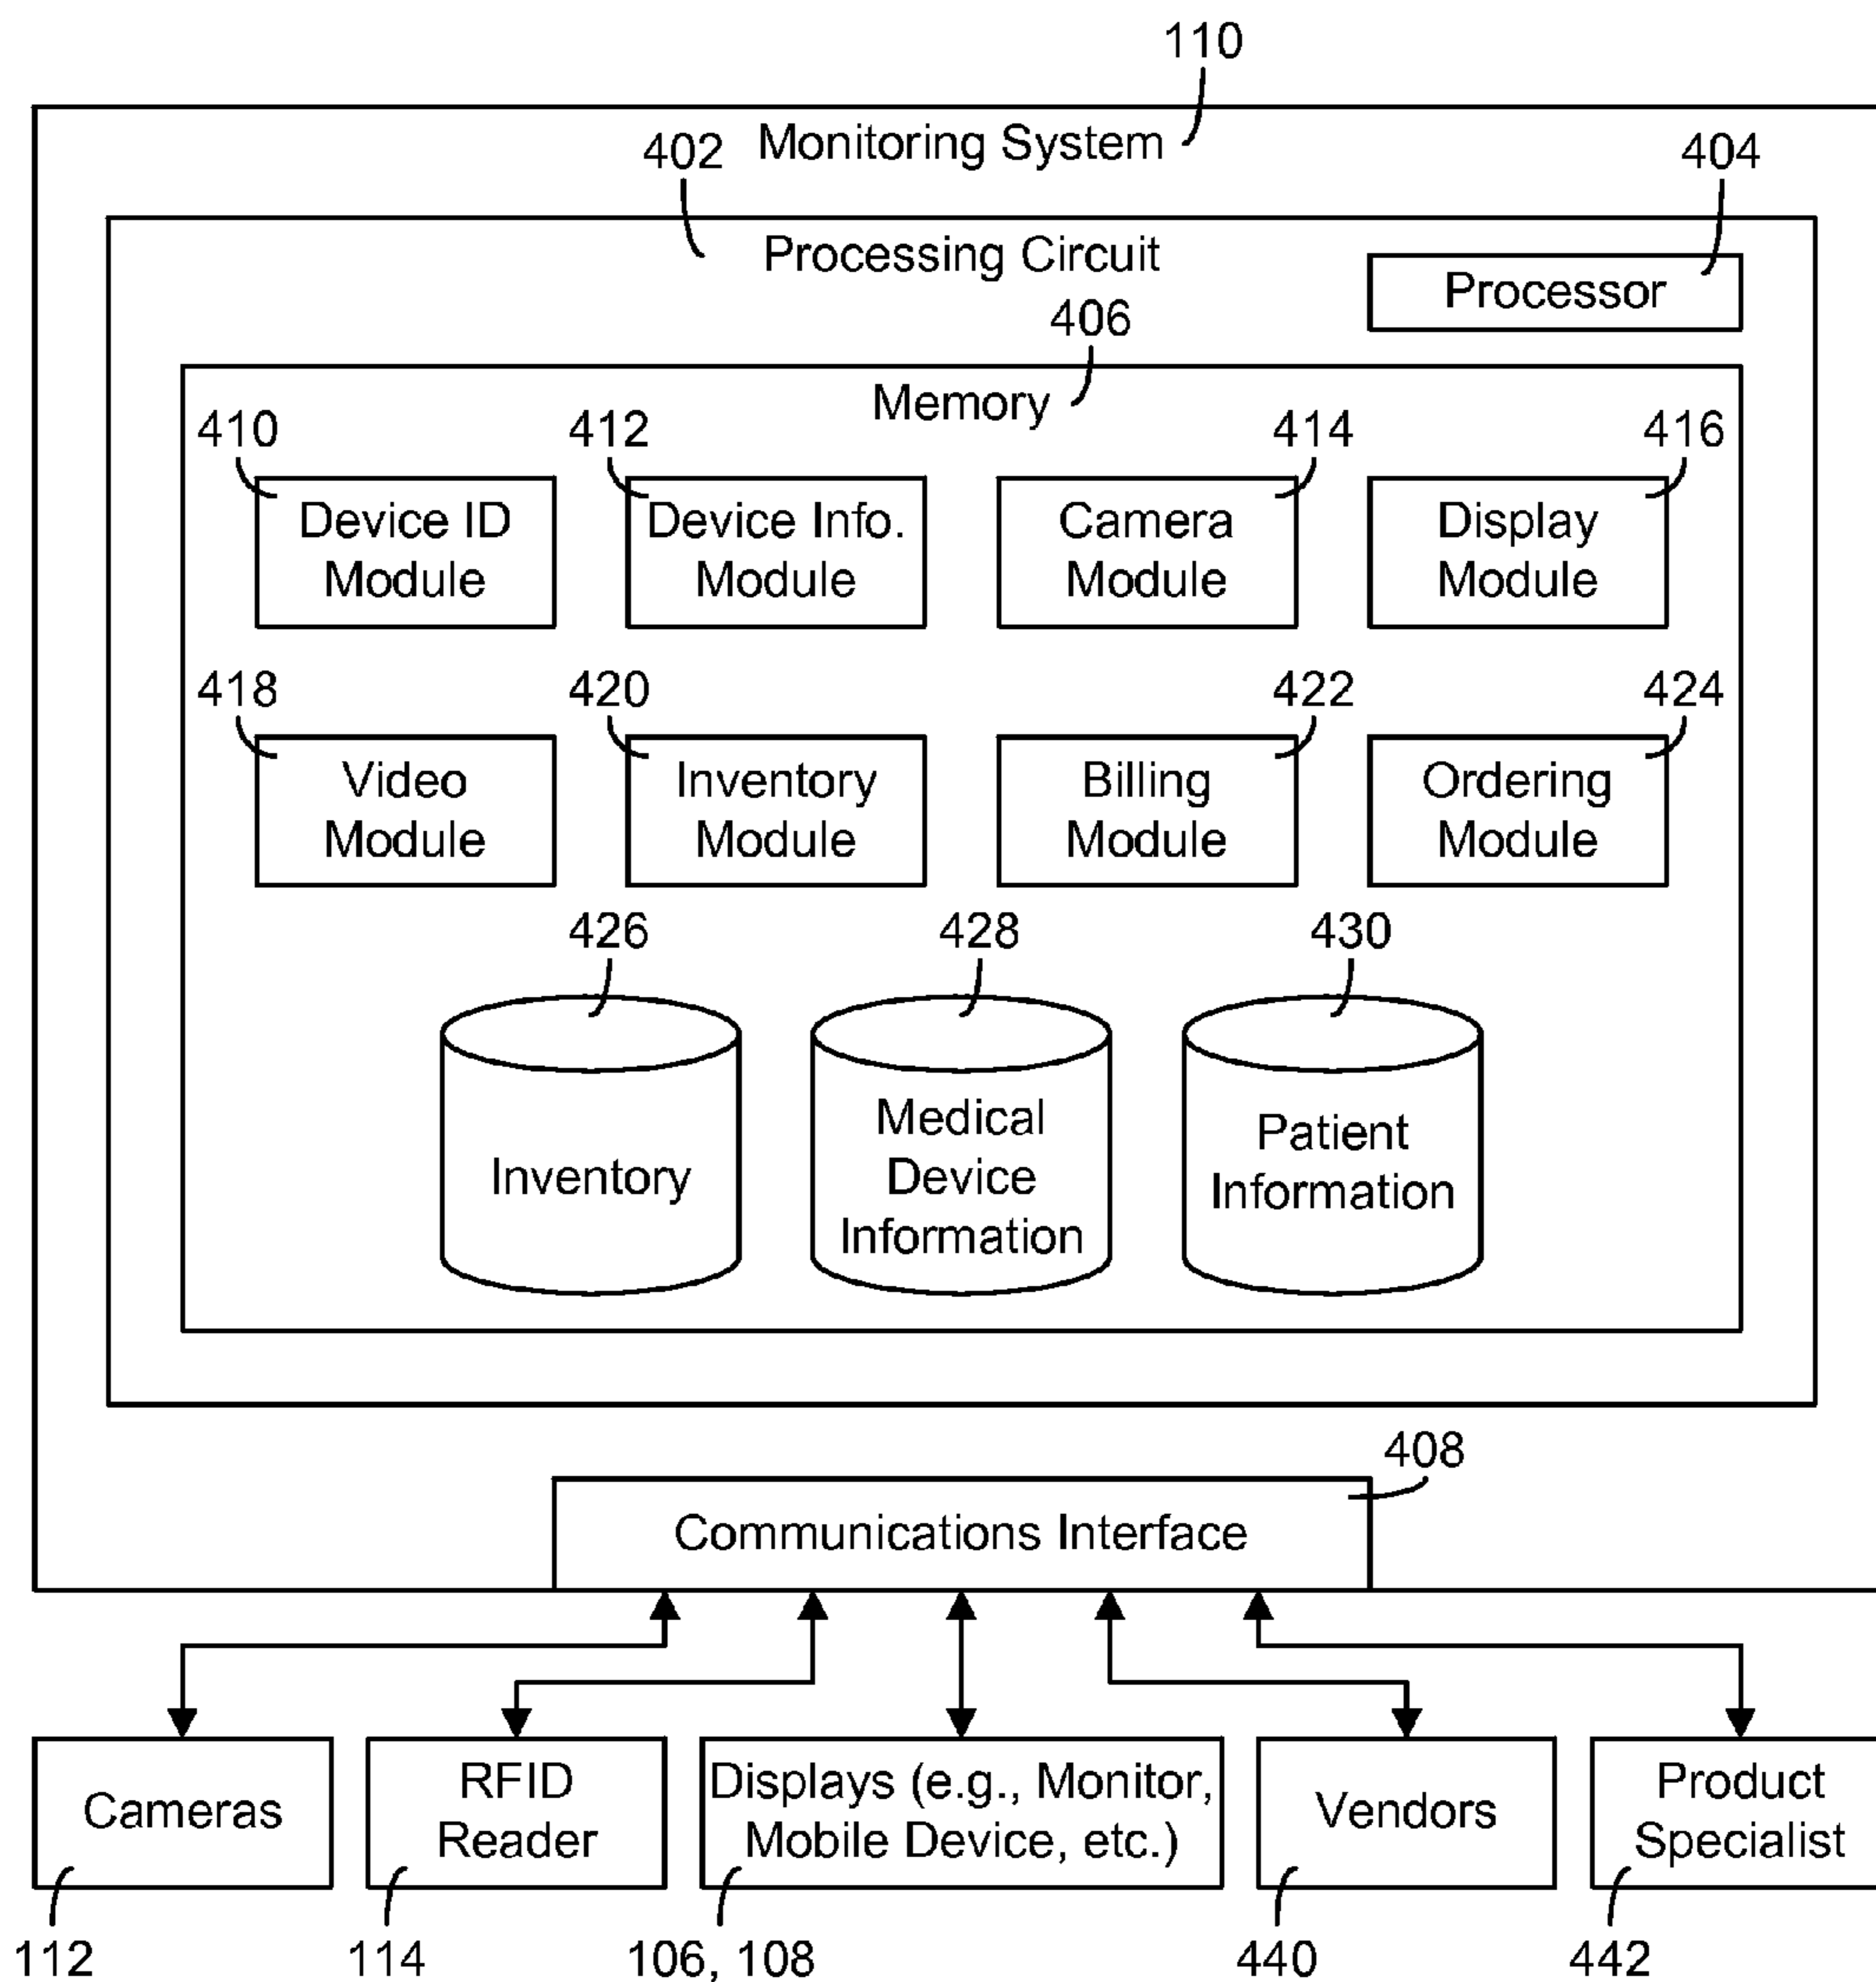 110
Monitoring System
402
404
Processing Circuit
Processor
406
Memory
410
412
414
416
Device ID
Module
Device Info.
Module
Camera
Module
Display
Module
418
420
422
424
Video
Module
Inventory
Module
Billing
Module
Ordering
Module
426
428
430
Inventory
Medical
Device
Information
Patient
Information
408
Communications Interface
Cameras
RFID
Reader
Displays (e.g., Monitor,
Mobile Device, etc.)
Vendors
Product
Specialist
112
114
106, 108
440
442